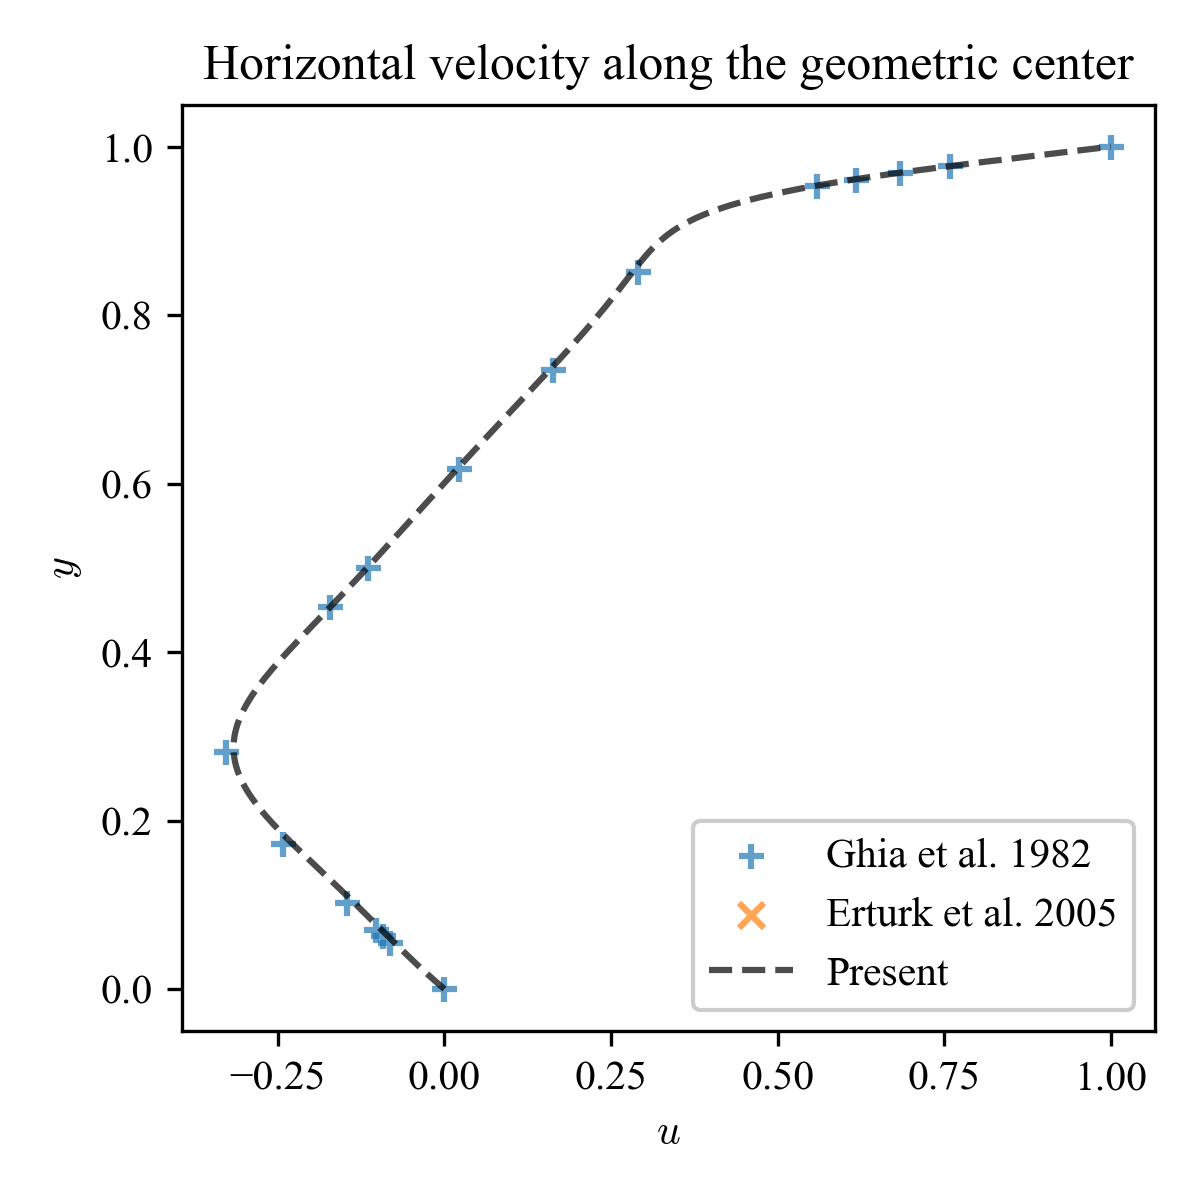 Horizontal velocity along the geometric center
1.0
0.8
0.6
0.4
0.2
0.0
y
Ghia et al. 1982
Erturk et al. 2005
Present
−0.25 0.00 0.25 0.50 0.75 1.00
u